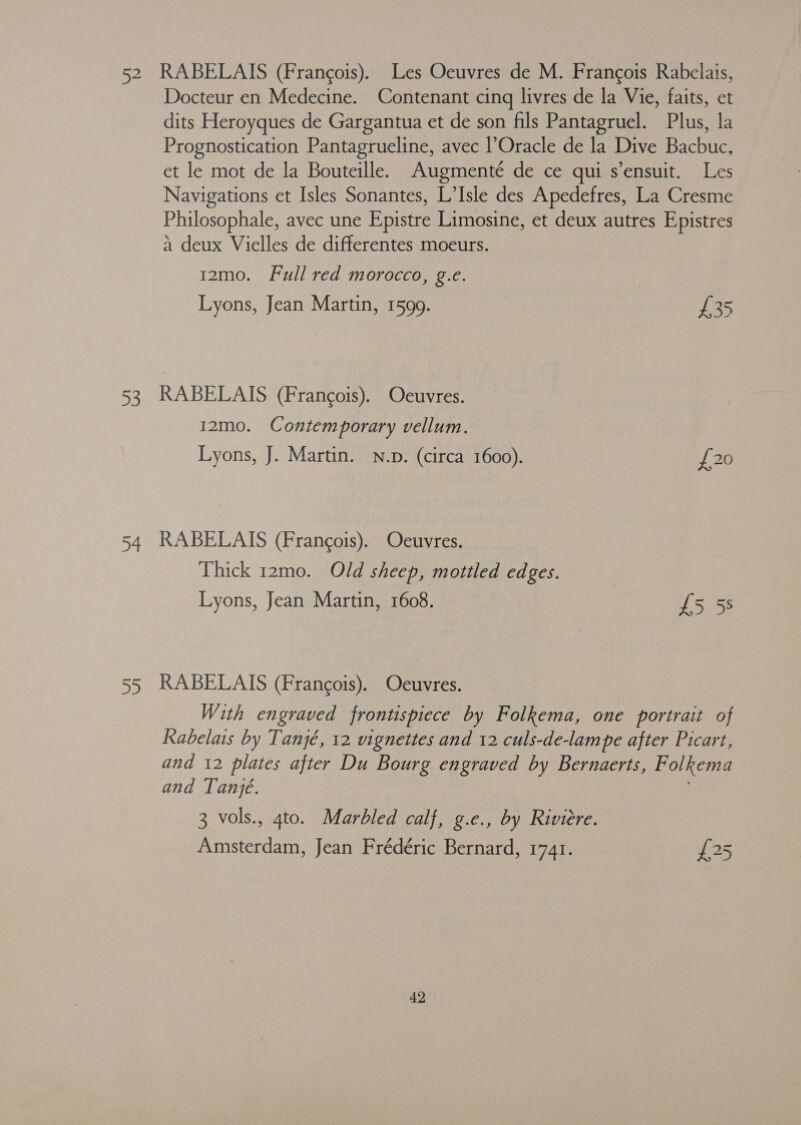 52 RABELAIS (François). Les Oeuvres de M. François Rabelais,
Docteur en Medecine. Contenant cinq livres de la Vie, faits, et
dits Heroyques de Gargantua et de son fils Pantagruel. Plus, la
Prognostication Pantagrueline, avec l'Oracle de la Dive Bacbuc,
et le mot de la Bouteille. Augmenté de ce qui s'ensuit. Les
Navigations et Isles Sonantes, L'Isle des Apedefres, La Cresme
Philosophale, avec une Epistre Limosine, et deux autres Epistres
à deux Vielles de differentes moeurs.
12mo. Full red morocco, g.e.
Lyons, Jean Martin, 1599. £35
53 RABELAIS (François). Oeuvres.
12mo. Contemporary vellum.
Lyons, J. Martin. N.D. (circa 1600). £20
54 RABELAIS (François). Oeuvres.
Thick 12mo. Old sheep, mottled edges.
Lyons, Jean Martin, 1608. £5 5s
55 RABELAIS (François). Oeuvres.
With engraved frontispiece by Folkema, one portrait of
Rabelais by Tanjé, 12 vignettes and 12 culs-de-lampe after Picart,
and 12 plates after Du Bourg engraved by Bernaerts, Folkema
and Tanjé.
3 vols., 4to. Marbled calf, g.e., by Rivière.
Amsterdam, Jean Frédéric Bernard, 1741. £25
42